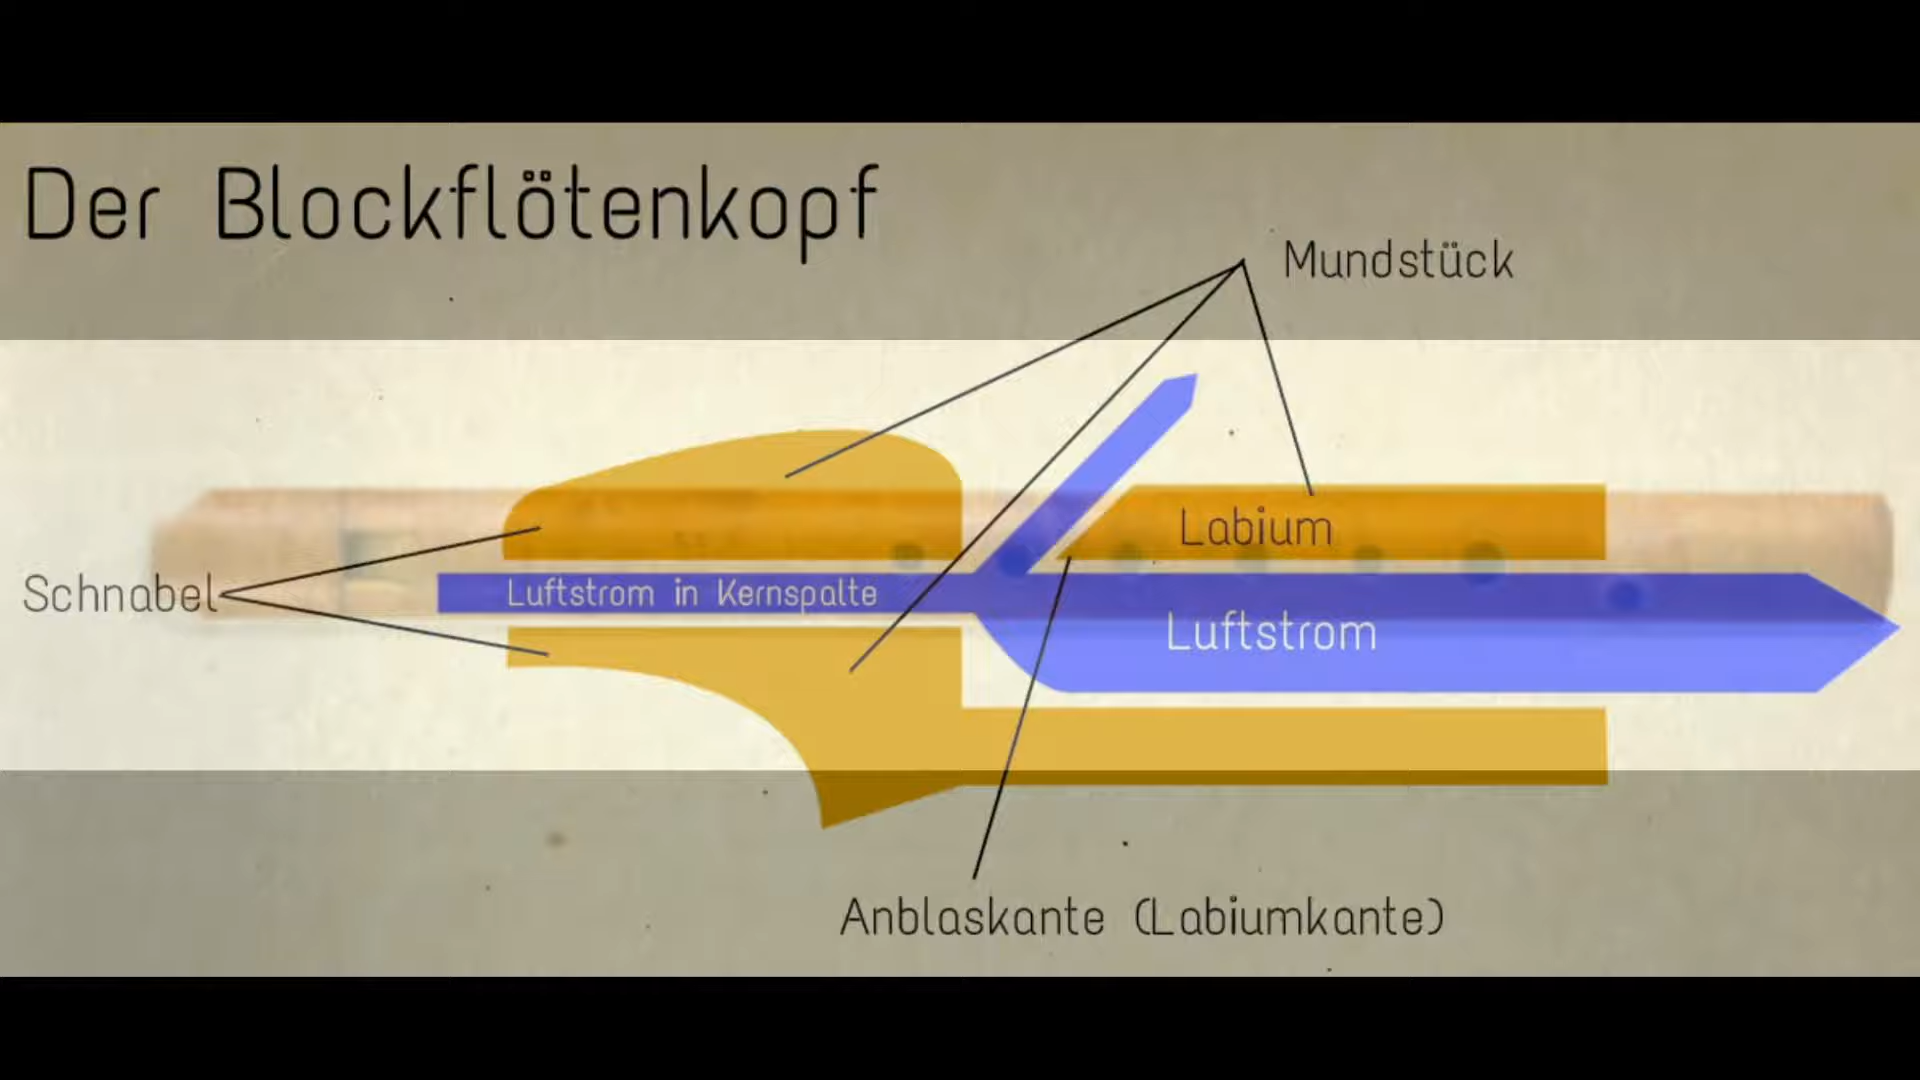 Der Blockflötenkopf
Mundstück
Labium
Schnabel
Luftstrom in Kernspalte
Luftstrom
Anblaskante (Labiumkante)